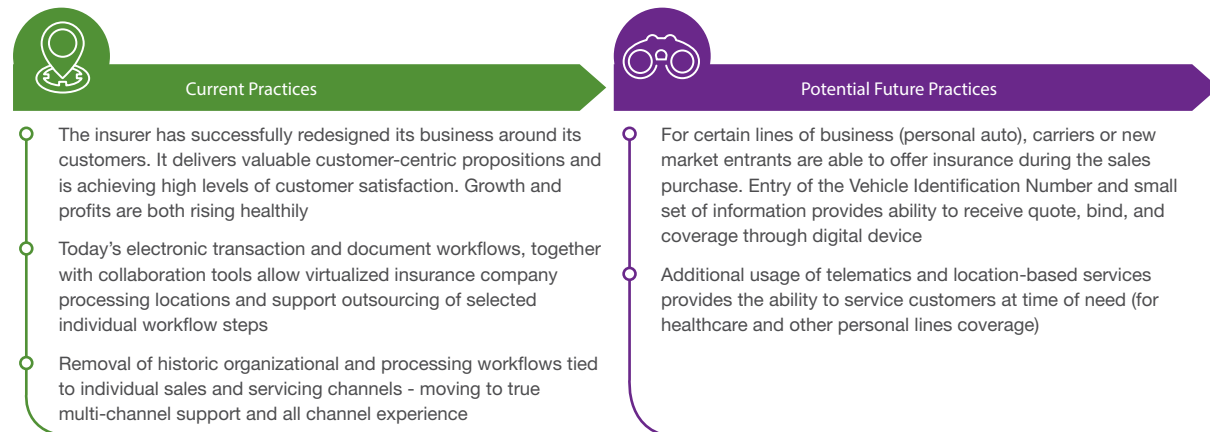 Current Practices
The insurer has successfully redesigned its business around its
customers. It delivers valuable customer-centric propositions and
is achieving high levels of customer satisfaction. Growth and
profits are both rising healthily
Today's electronic transaction and document workflows, together
with collaboration tools allow virtualized insurance company
processing locations and support outsourcing of selected
individual workflow steps
Removal of historic organizational and processing workflows tied
to individual sales and servicing channels - moving to true
multi-channel support and all channel experience
Potential Future Practices
For certain lines of business (personal auto), carriers or new
market entrants are able to offer insurance during the sales
purchase. Entry of the Vehicle Identification Number and small
set of information provides ability to receive quote, bind, and
coverage through digital device
Additional usage of telematics and location-based services
provides the ability to service customers at time of need (for
healthcare and other personal lines coverage)